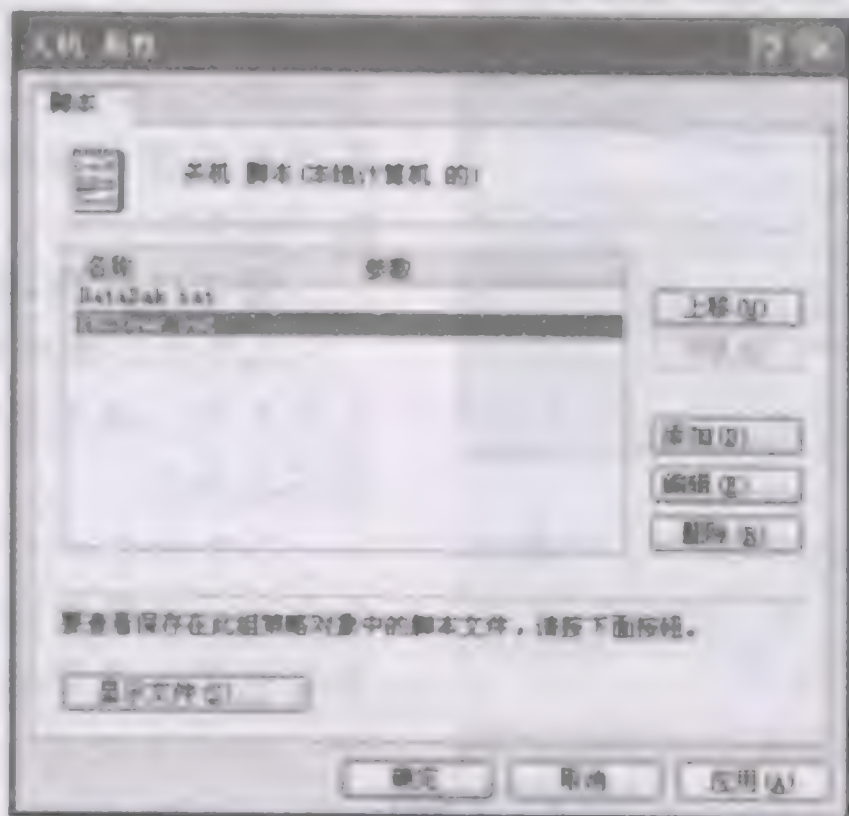 关机 属性
脚本
关机 脚本(本地计算机 的)
名称 参数
DataBak.bat
上移(U)
添加(D)...
编辑(E)...
删除(R)
要查看保存在此组策略对象中的脚本文件，请按下面按钮。
显示文件(S)...
确定 取消 应用(A)